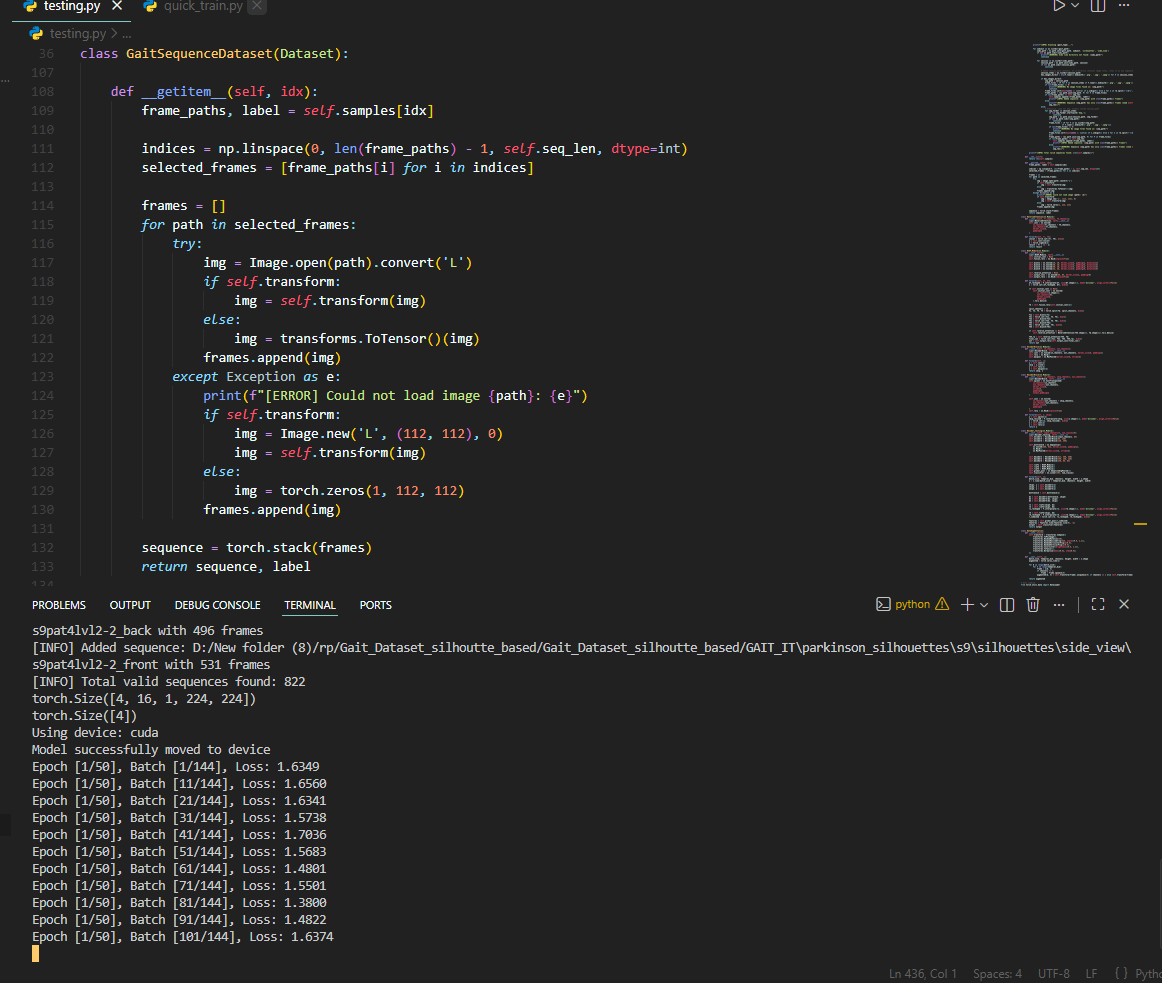 testing.py
quick_train.py
testing.py > ...
36 class GaitSequenceDataset(Dataset):
107
108 def __getitem__(self, idx):
109 frame_paths, label = self.samples[idx]
110
111 indices = np.linspace(0, len(frame_paths) - 1, self.seq_len, dtype=int)
112 selected_frames = [frame_paths[i] for i in indices]
113
114 frames = []
115 for path in selected_frames:
116 try:
117 img = Image.open(path).convert('L')
118 if self.transform:
119 img = self.transform(img)
120 else:
121 img = transforms.ToTensor()(img)
122 frames.append(img)
123 except Exception as e:
124 print(f"[ERROR] Could not load image {path}: {e}")
125 if self.transform:
126 img = Image.new('L', (112, 112), 0)
127 img = self.transform(img)
128 else:
129 img = torch.zeros(1, 112, 112)
130 frames.append(img)
131
132 sequence = torch.stack(frames)
133 return sequence, label
134
PROBLEMS OUTPUT DEBUG CONSOLE TERMINAL PORTS
python
s9pat4lvl2-2_back with 496 frames
[INFO] Added sequence: D:/New folder (8)/rp/Gait_Dataset_silhoutte_based/Gait_Dataset_silhoutte_based/GAIT_IT\parkinson_silhouettes\s9\silhouettes\side_view\
s9pat4lvl2-2_front with 531 frames
[INFO] Total valid sequences found: 822
torch.Size([4, 16, 1, 224, 224])
torch.Size([4])
Using device: cuda
Model successfully moved to device
Epoch [1/50], Batch [1/144], Loss: 1.6349
Epoch [1/50], Batch [11/144], Loss: 1.6560
Epoch [1/50], Batch [21/144], Loss: 1.6341
Epoch [1/50], Batch [31/144], Loss: 1.5738
Epoch [1/50], Batch [41/144], Loss: 1.7036
Epoch [1/50], Batch [51/144], Loss: 1.5683
Epoch [1/50], Batch [61/144], Loss: 1.4801
Epoch [1/50], Batch [71/144], Loss: 1.5501
Epoch [1/50], Batch [81/144], Loss: 1.3800
Epoch [1/50], Batch [91/144], Loss: 1.4822
Epoch [1/50], Batch [101/144], Loss: 1.6374
Ln 436, Col 1 Spaces: 4 UTF-8 LF { } Pytho